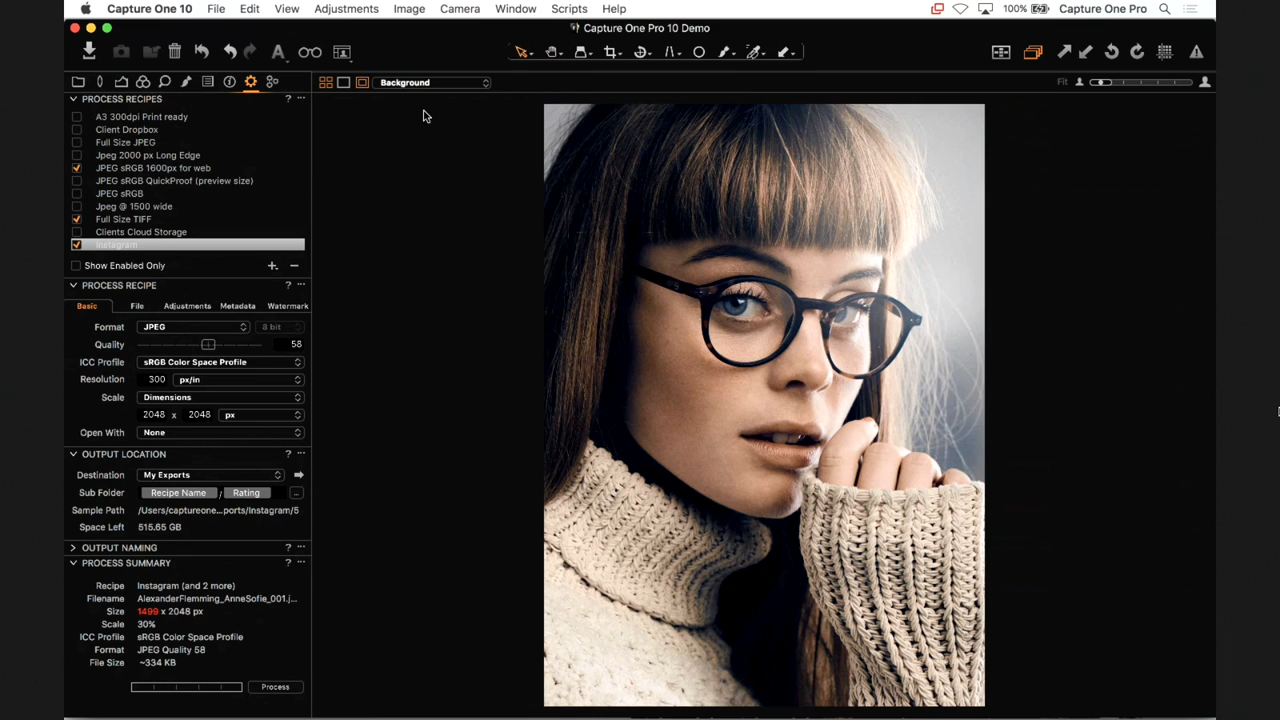 Capture One 10 File Edit View Adjustments Image Camera Window Scripts Help 100% Capture One Pro
Capture One Pro 10 Demo
Background
Fit
PROCESS RECIPES ?
A3 300dpi Print ready
Client Dropbox
Full Size JPEG
Jpeg 2000 px Long Edge
JPEG sRGB 1600px for web
JPEG sRGB QuickProof (preview size)
JPEG sRGB
Jpeg @ 1500 wide
Full Size TIFF
Clients Cloud Storage
Instagram
Show Enabled Only
PROCESS RECIPE ?
Basic File Adjustments Metadata Watermark
Format JPEG 8 bit
Quality 58
ICC Profile sRGB Color Space Profile
Resolution 300 px/in
Scale Dimensions
2048 x 2048 px
Open With None
OUTPUT LOCATION ?
Destination My Exports
Sub Folder Recipe Name / Rating ...
Sample Path /Users/captureone...ports/Instagram/5
Space Left 515.65 GB
OUTPUT NAMING ?
PROCESS SUMMARY ?
Recipe Instagram (and 2 more)
Filename AlexanderFlemming_AnneSofie_001.j...
Size 1499 x 2048 px
Scale 30%
ICC Profile sRGB Color Space Profile
Format JPEG Quality 58
File Size ~334 KB
Process